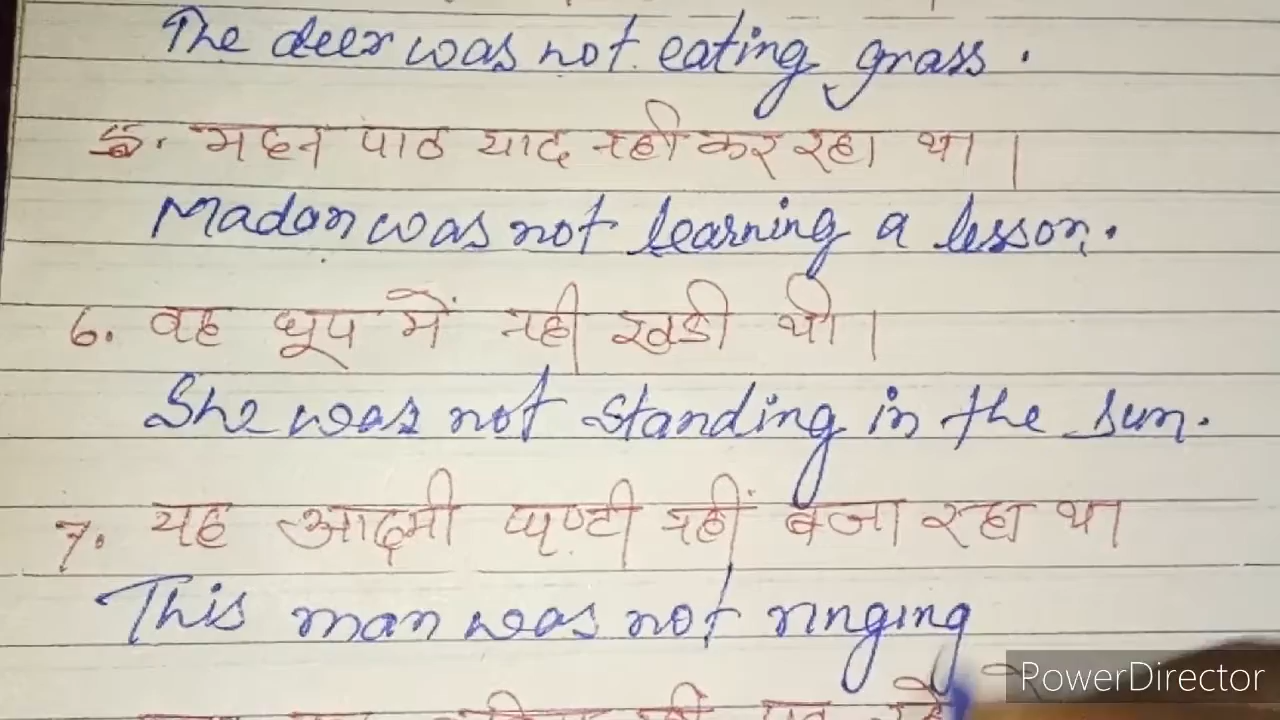 The deer was not eating grass.
5. मदन पाठ याद नही कर रहा था।
Madan was not learning a lesson.
6. वह धूप में नही खडी थी।
She was not standing in the sun.
7. यह आदमी घण्टी नहीं बजा रहा था
This man was not ringing
PowerDirector